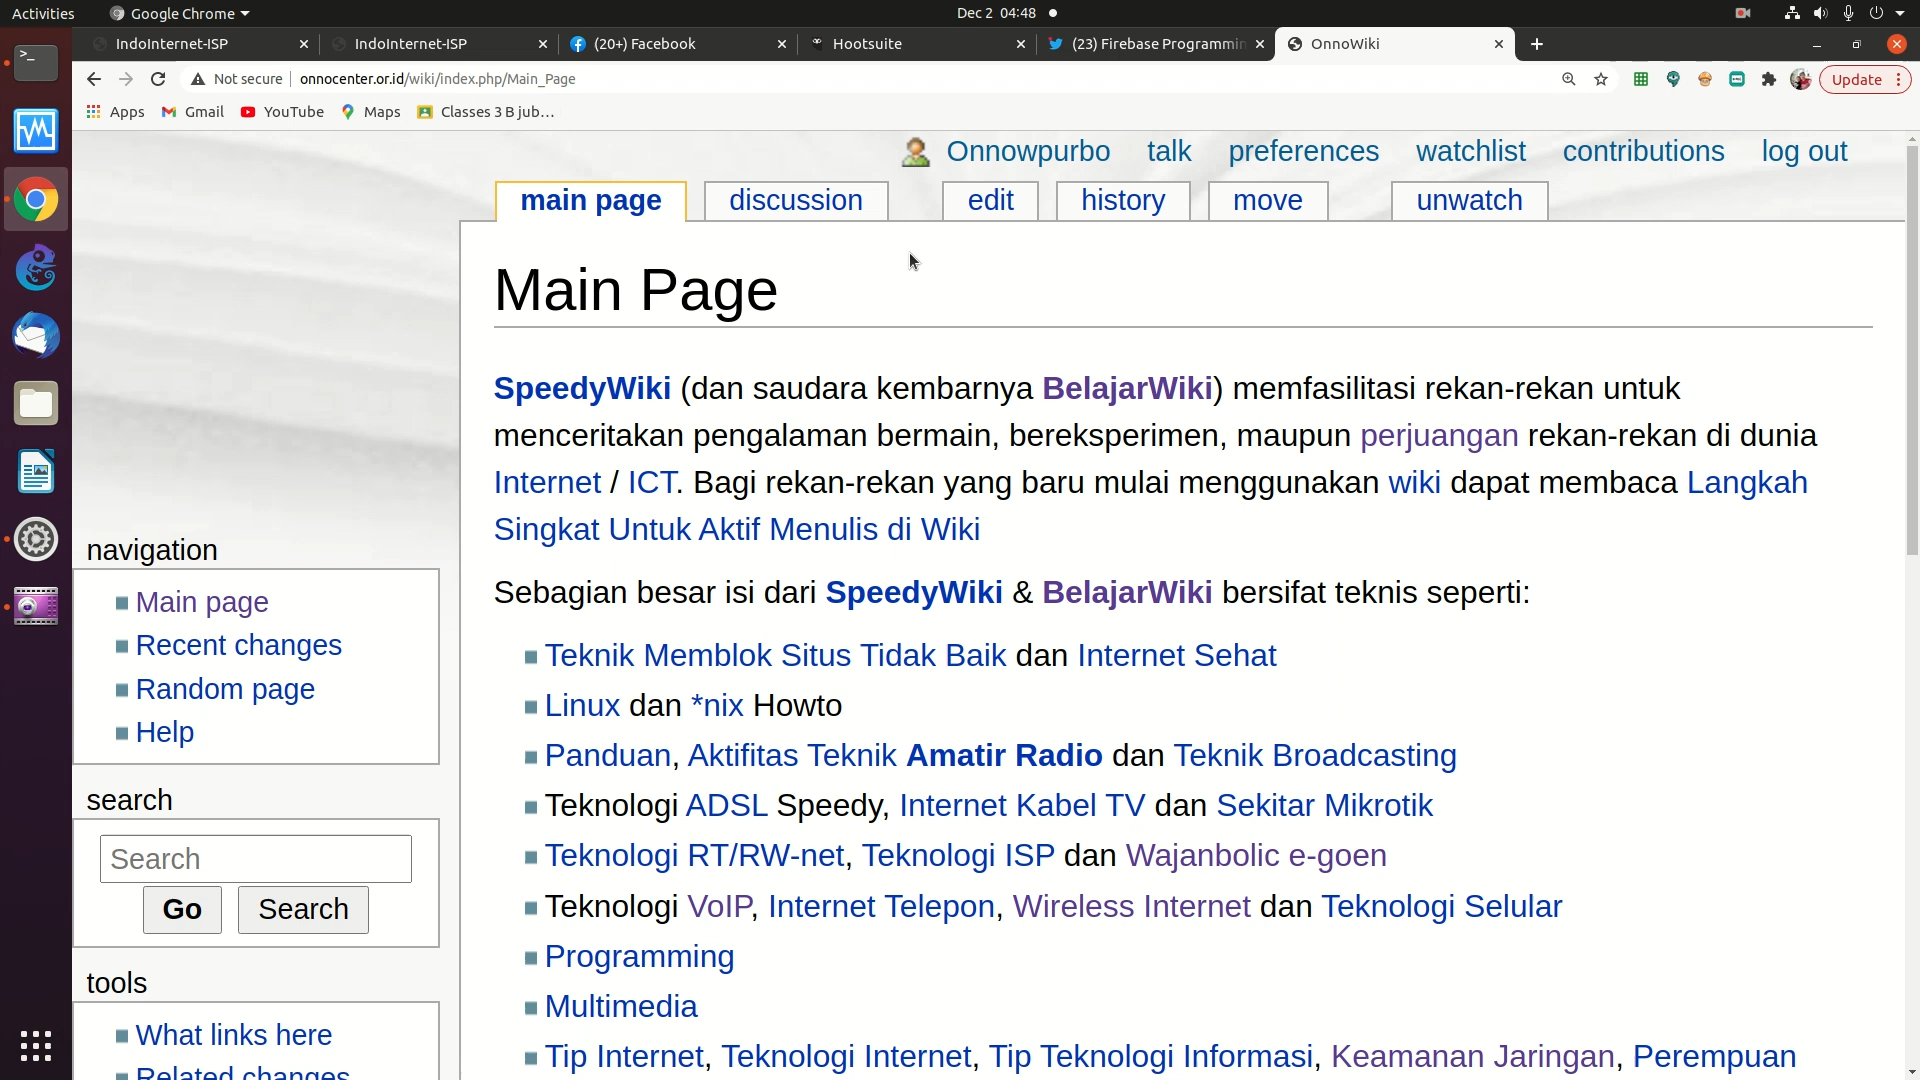 Activities
Google Chrome
Dec 2 04:48
IndoInternet-ISP
IndoInternet-ISP
(20+) Facebook
Hootsuite
(23) Firebase Programmin
OnnoWiki
Not secure
onnocenter.or.id/wiki/index.php/Main_Page
Update
Apps
Gmail
YouTube
Maps
Classes 3 B jub...
Onnowpurbo talk preferences watchlist contributions log out
main page discussion edit history move unwatch
Main Page
SpeedyWiki (dan saudara kembarnya BelajarWiki) memfasilitasi rekan-rekan untuk
menceritakan pengalaman bermain, bereksperimen, maupun perjuangan rekan-rekan di dunia
Internet / ICT. Bagi rekan-rekan yang baru mulai menggunakan wiki dapat membaca Langkah
Singkat Untuk Aktif Menulis di Wiki
Sebagian besar isi dari SpeedyWiki & BelajarWiki bersifat teknis seperti:
Teknik Memblok Situs Tidak Baik dan Internet Sehat
Linux dan *nix Howto
Panduan, Aktifitas Teknik Amatir Radio dan Teknik Broadcasting
Teknologi ADSL Speedy, Internet Kabel TV dan Sekitar Mikrotik
Teknologi RT/RW-net, Teknologi ISP dan Wajanbolic e-goen
Teknologi VoIP, Internet Telepon, Wireless Internet dan Teknologi Selular
Programming
Multimedia
Tip Internet, Teknologi Internet, Tip Teknologi Informasi, Keamanan Jaringan, Perempuan
navigation
Main page
Recent changes
Random page
Help
search
Search
Go
Search
tools
What links here
Related changes